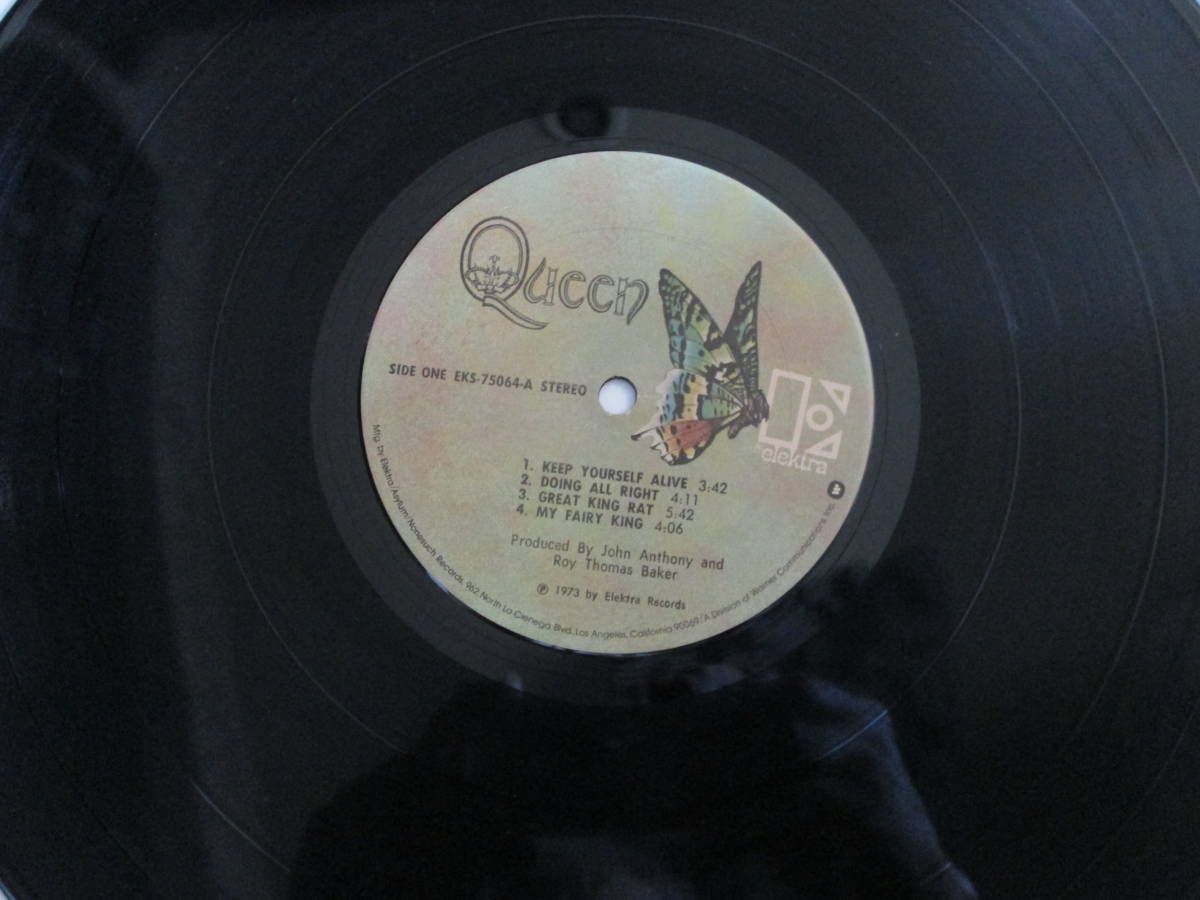 Queen
SIDE ONE EKS-75064-A STEREO
elektra
1. KEEP YOURSELF ALIVE 3:42
2. DOING ALL RIGHT 4:11
3. GREAT KING RAT 5:42
4. MY FAIRY KING 4:06
Produced By John Anthony and
Roy Thomas Baker
℗ 1973 by Elektra Records
Mfg. by Elektra/Asylum/Nonesuch Records, 962 North La Cienega Blvd., Los Angeles, California 90069/A Division of Warner Communications Inc.